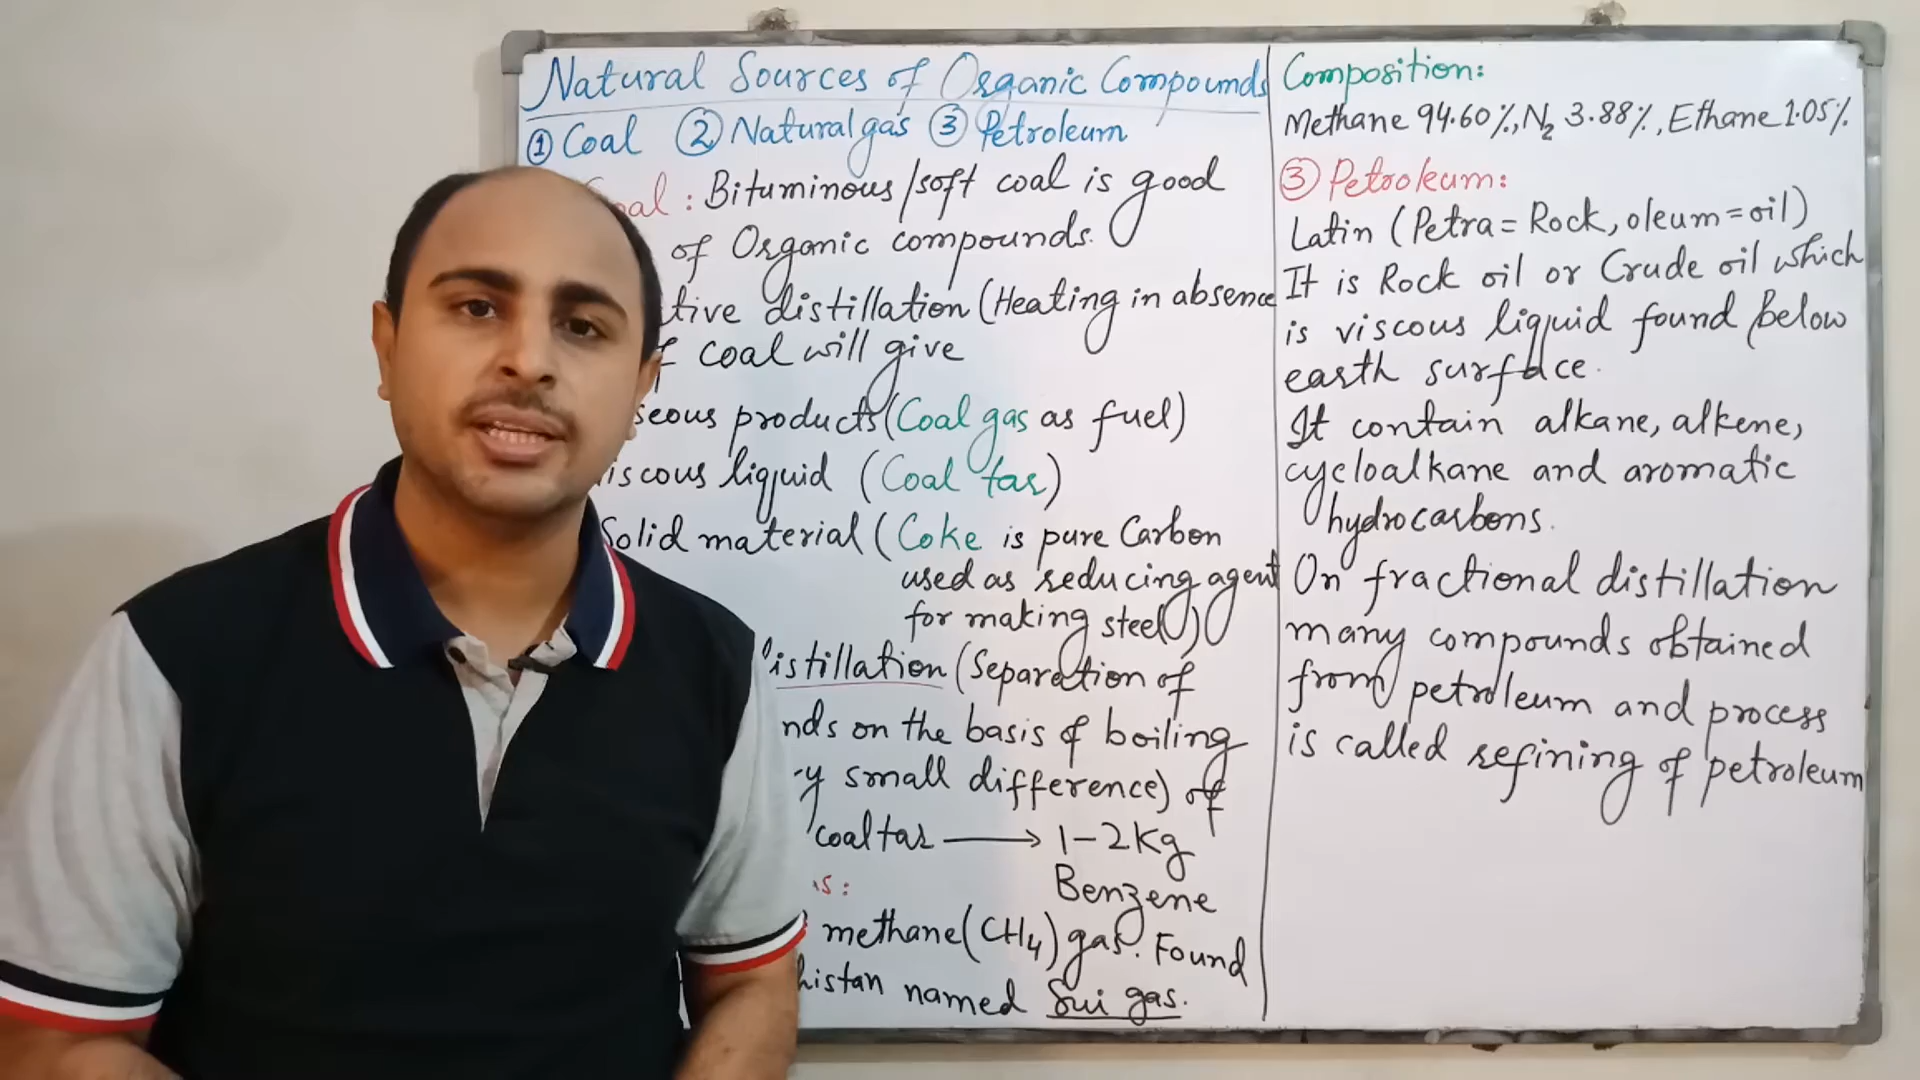 Natural Sources of Organic Compounds
① Coal ② Natural gas ③ Petroleum
oal : Bituminous/soft coal is good
of Organic compounds.
tive distillation (Heating in absence
f coal will give
seous products (Coal gas as fuel)
iscous liquid (Coal tar)
Solid material (Coke is pure Carbon
used as reducing agent
for making steel)
istillation (Separation of
nds on the basis of boiling
y small difference) of
coaltar → 1-2 Kg
Benzene
as:
methane (CH4) gas. Found
histan named Sui gas.
Composition:
Methane 94.60%, N2 3.88%, Ethane 1.05%
③ Petroleum:
Latin (Petra = Rock, oleum = oil)
It is Rock oil or Crude oil which
is viscous liquid found below
earth surface.
It contain alkane, alkene,
cycloalkane and aromatic
hydrocarbons.
On fractional distillation
many compounds obtained
from petroleum and process
is called refining of petroleum